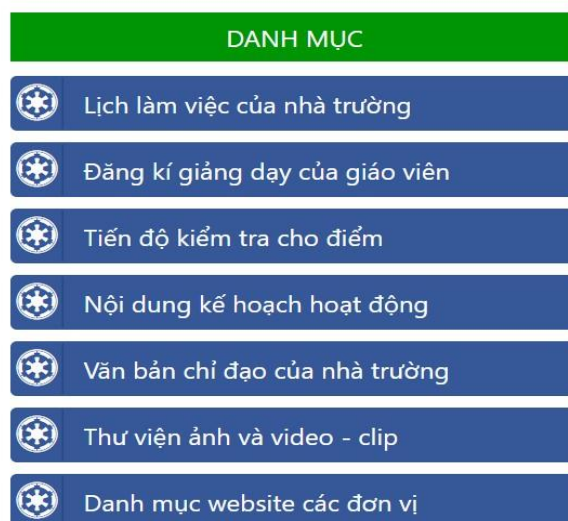 DANH MỤC
Lịch làm việc của nhà trường
Đăng kí giảng dạy của giáo viên
Tiến độ kiểm tra cho điểm
Nội dung kế hoạch hoạt động
Văn bản chỉ đạo của nhà trường
Thư viện ảnh và video - clip
Danh mục website các đơn vị